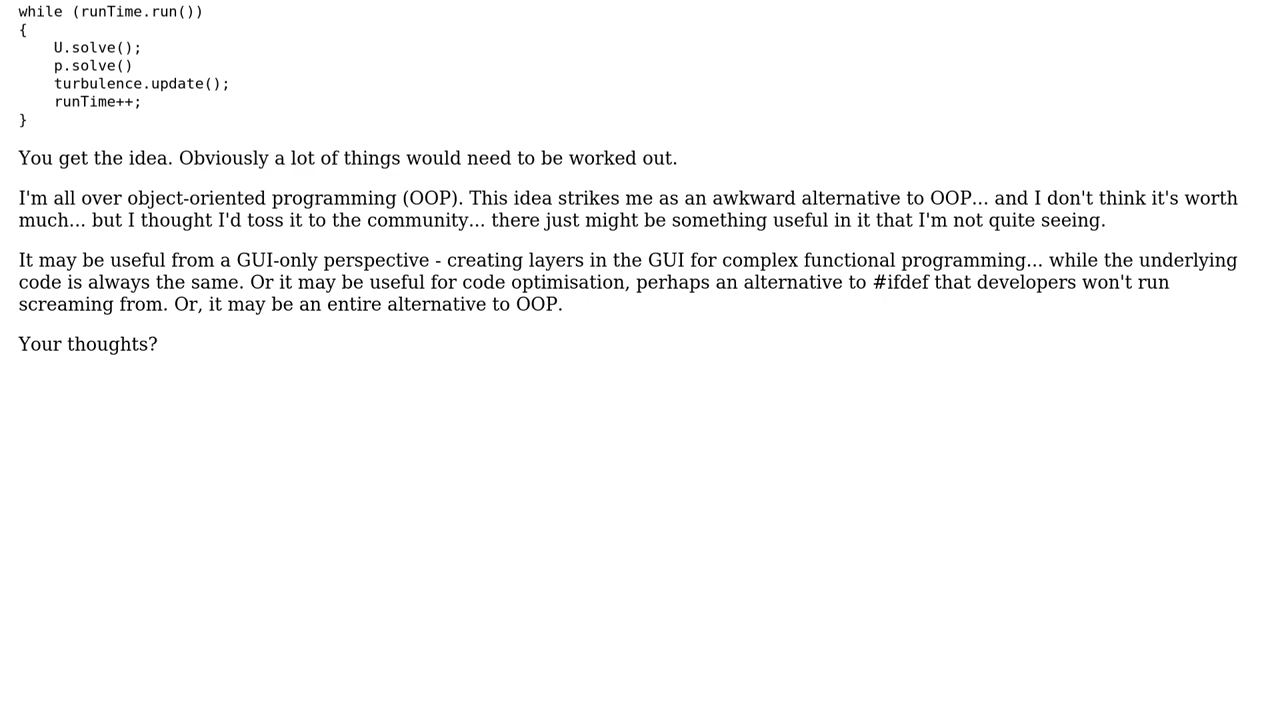 while (runTime.run())
{
    U.solve();
    p.solve()
    turbulence.update();
    runTime++;
}
You get the idea. Obviously a lot of things would need to be worked out.
I'm all over object-oriented programming (OOP). This idea strikes me as an awkward alternative to OOP... and I don't think it's worth
much... but I thought I'd toss it to the community... there just might be something useful in it that I'm not quite seeing.
It may be useful from a GUI-only perspective - creating layers in the GUI for complex functional programming... while the underlying
code is always the same. Or it may be useful for code optimisation, perhaps an alternative to #ifdef that developers won't run
screaming from. Or, it may be an entire alternative to OOP.
Your thoughts?